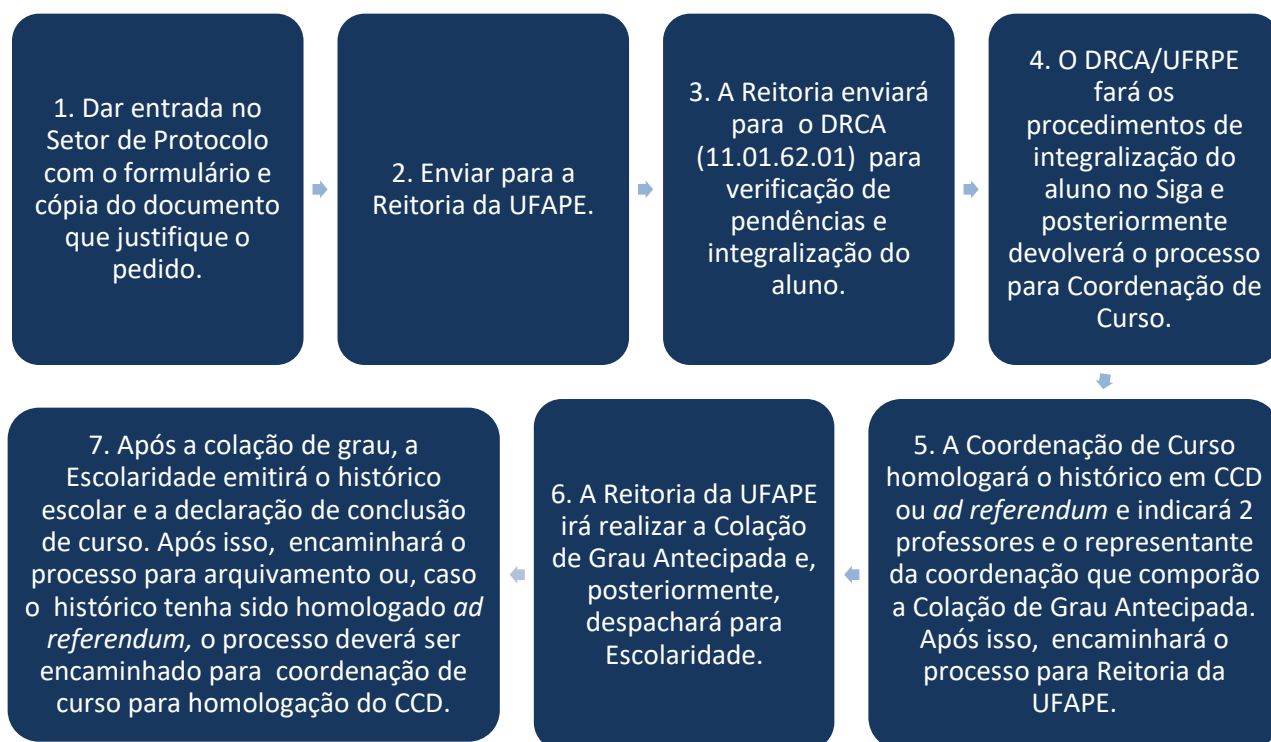 1. Dar entrada no
Setor de Protocolo
com o formulário e
cópia do documento
que justifique o
pedido.
2. Enviar para a
Reitoria da UFAPE.
3. A Reitoria enviará
para o DRCA
(11.01.62.01) para
verificação de
pendências e
integralização do
aluno.
4. O DRCA/UFRPE
fará os
procedimentos de
integralização do
aluno no Siga e
posteriormente
devolverá o processo
para Coordenação de
Curso.
5. A Coordenação de Curso
homologará o histórico em CCD
ou ad referendum e indicará 2
professores e o representante
da coordenação que comporão
a Colação de Grau Antecipada.
Após isso, encaminhará o
processo para Reitoria da
UFAPE.
6. A Reitoria da UFAPE
irá realizar a Colação
de Grau Antecipada e,
posteriormente,
despachará para
Escolaridade.
7. Após a colação de grau, a
Escolaridade emitirá o histórico
escolar e a declaração de conclusão
de curso. Após isso, encaminhará o
processo para arquivamento ou, caso
o histórico tenha sido homologado ad
referendum, o processo deverá ser
encaminhado para coordenação de
curso para homologação do CCD.